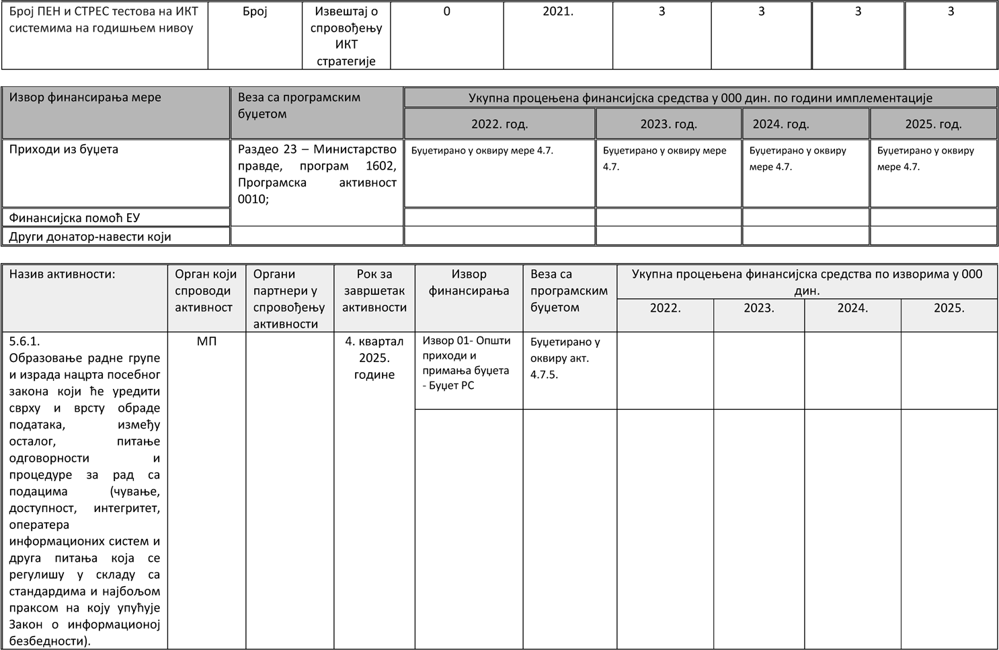 Број ПЕН и СТРЕС тестова на ИКТ
системима на годишњем нивоу
Број
Извештај о
спровођењу
ИКТ
стратегије
0
2021.
3
3
3
3
Извор финансирања мере
Веза са програмским
буџетом
Укупна процењена финансијска средства у 000 дин. по години имплементације
2022. год.
2023. год.
2024. год.
2025. год.
Приходи из буџета
Раздео 23 – Министарство
правде, програм 1602,
Програмска активност
0010;
Буџетирано у оквиру мере 4.7.
Буџетирано у оквиру мере
4.7.
Буџетирано у оквиру
мере 4.7.
Буџетирано у оквиру
мере 4.7.
Финансијска помоћ ЕУ
Други донатор-навести који
Назив активности:
Орган који
спроводи
активност
Органи
партнери у
спровођењу
активности
Рок за
завршетак
активности
Извор
финансирања
Веза са
програмским
буџетом
Укупна процењена финансијска средства по изворима у 000
дин.
2022.
2023.
2024.
2025.
5.6.1.
Образовање радне групе
и израда нацрта посебног
закона који ће уредити
сврху и врсту обраде
података, између
осталог, питање
одговорности и
процедуре за рад са
подацима (чување,
доступност, интегритет,
оператера
информационих систем и
друга питања која се
регулишу у складу са
стандардима и најбољом
праксом на коју упућује
Закон о информационој
безбедности).
МП
4. квартал
2025.
године
Извор 01- Општи
приходи и
примања буџета
- Буџет РС
Буџетирано у
оквиру акт.
4.7.5.